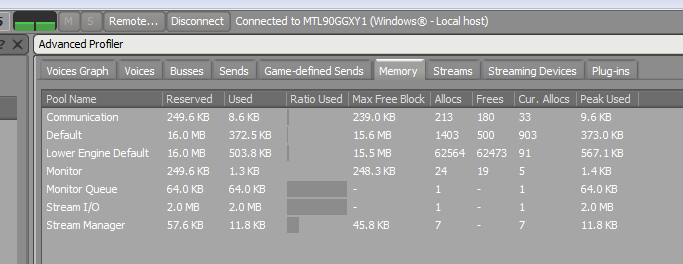 M S Remote... Disconnect Connected to MTL90GGXY1 (Windows® - Local host)
? Advanced Profiler
Voices Graph Voices Busses Sends Game-defined Sends Memory Streams Streaming Devices Plug-ins
Pool Name Reserved Used Ratio Used Max Free Block Allocs Frees Cur. Allocs Peak Used
Communication 249.6 KB 8.6 KB 239.0 KB 213 180 33 9.6 KB
Default 16.0 MB 372.5 KB 15.6 MB 1403 500 903 373.0 KB
Lower Engine Default 16.0 MB 503.8 KB 15.5 MB 62564 62473 91 567.1 KB
Monitor 249.6 KB 1.3 KB 248.3 KB 24 19 5 1.4 KB
Monitor Queue 64.0 KB 64.0 KB - 1 - 1 64.0 KB
Stream I/O 2.0 MB 2.0 MB - 1 - 1 2.0 MB
Stream Manager 57.6 KB 11.8 KB 45.8 KB 7 - 7 11.8 KB